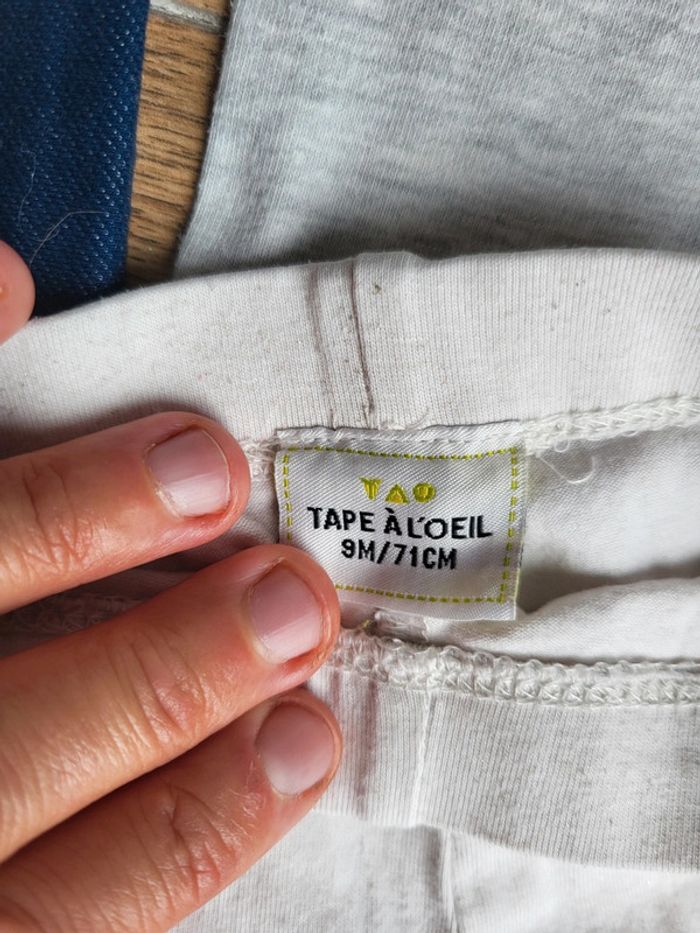 TAO
TAPE À L'OEIL
9M/71CM